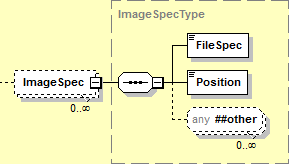 ImageSpecType
FileSpec
ImageSpec
Position
0..∞
any ##other
0..∞